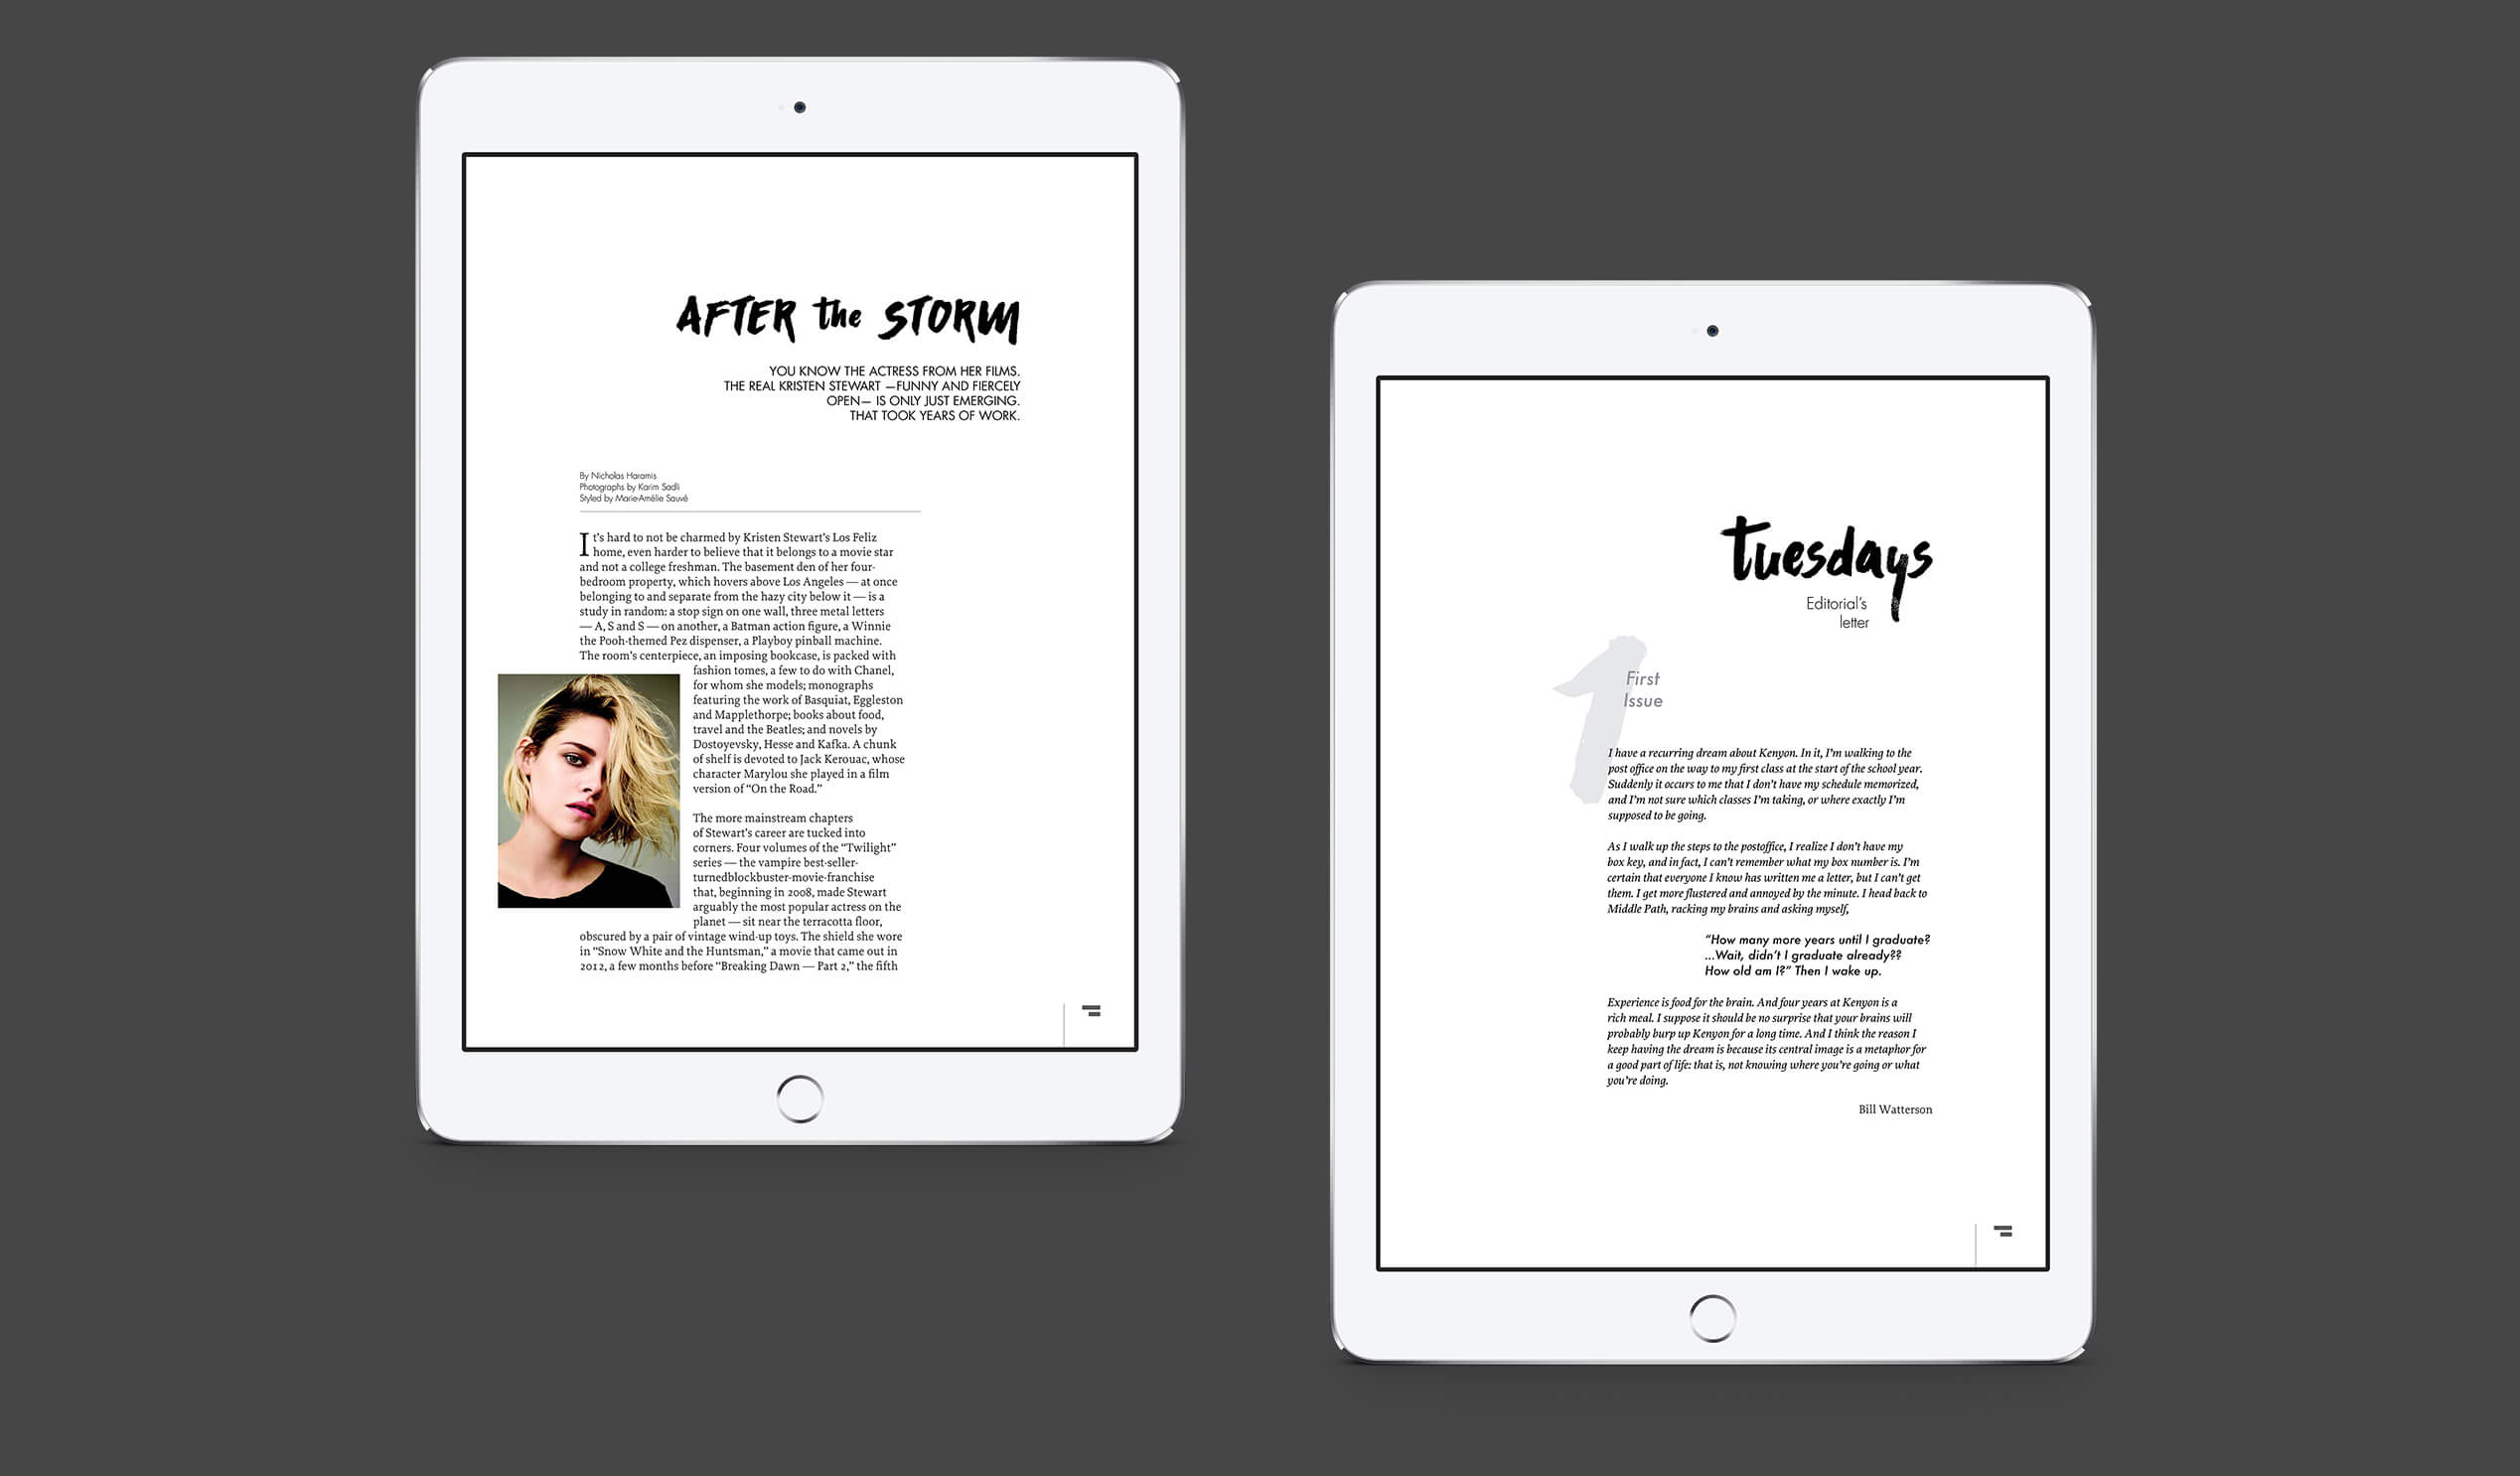 AFTER the STORM
YOU KNOW THE ACTRESS FROM HER FILMS.
THE REAL KRISTEN STEWART —FUNNY AND FIERCELY
OPEN— IS ONLY JUST EMERGING.
THAT TOOK YEARS OF WORK.
By Nicholas Haramis
Photographs by Karim Sadli
Styled by Marie-Amélie Sauvé
It's hard to not be charmed by Kristen Stewart's Los Feliz
home, even harder to believe that it belongs to a movie star
and not a college freshman. The basement den of her four-
bedroom property, which hovers above Los Angeles — at once
belonging to and separate from the hazy city below it — is a
study in random: a stop sign on one wall, three metal letters
— A, S and S — on another, a Batman action figure, a Winnie
the Pooh-themed Pez dispenser, a Playboy pinball machine.
The room's centerpiece, an imposing bookcase, is packed with
fashion tomes, a few to do with Chanel,
for whom she models; monographs
featuring the work of Basquiat, Eggleston
and Mapplethorpe; books about food,
travel and the Beatles; and novels by
Dostoyevsky, Hesse and Kafka. A chunk
of shelf is devoted to Jack Kerouac, whose
character Marylou she played in a film
version of “On the Road.”
The more mainstream chapters
of Stewart's career are tucked into
corners. Four volumes of the “Twilight”
series — the vampire best-seller-
turnedblockbuster-movie-franchise
that, beginning in 2008, made Stewart
arguably the most popular actress on the
planet — sit near the terracotta floor,
obscured by a pair of vintage wind-up toys. The shield she wore
in “Snow White and the Huntsman,” a movie that came out in
2012, a few months before “Breaking Dawn — Part 2,” the fifth
tuesdays
Editorial's
letter
1
First
Issue
I have a recurring dream about Kenyon. In it, I'm walking to the
post office on the way to my first class at the start of the school year.
Suddenly it occurs to me that I don't have my schedule memorized,
and I'm not sure which classes I'm taking, or where exactly I'm
supposed to be going.
As I walk up the steps to the postoffice, I realize I don't have my
box key, and in fact, I can't remember what my box number is. I'm
certain that everyone I know has written me a letter, but I can't get
them. I get more flustered and annoyed by the minute. I head back to
Middle Path, racking my brains and asking myself,
“How many more years until I graduate?
...Wait, didn't I graduate already??
How old am I?” Then I wake up.
Experience is food for the brain. And four years at Kenyon is a
rich meal. I suppose it should be no surprise that your brains will
probably burp up Kenyon for a long time. And I think the reason I
keep having the dream is because its central image is a metaphor for
a good part of life: that is, not knowing where you're going or what
you're doing.
Bill Watterson